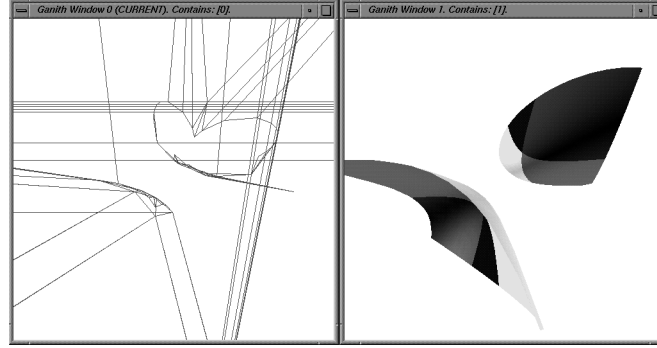 Ganith Window 0 (CURRENT). Contains: [0].
Ganith Window 1. Contains: [1].